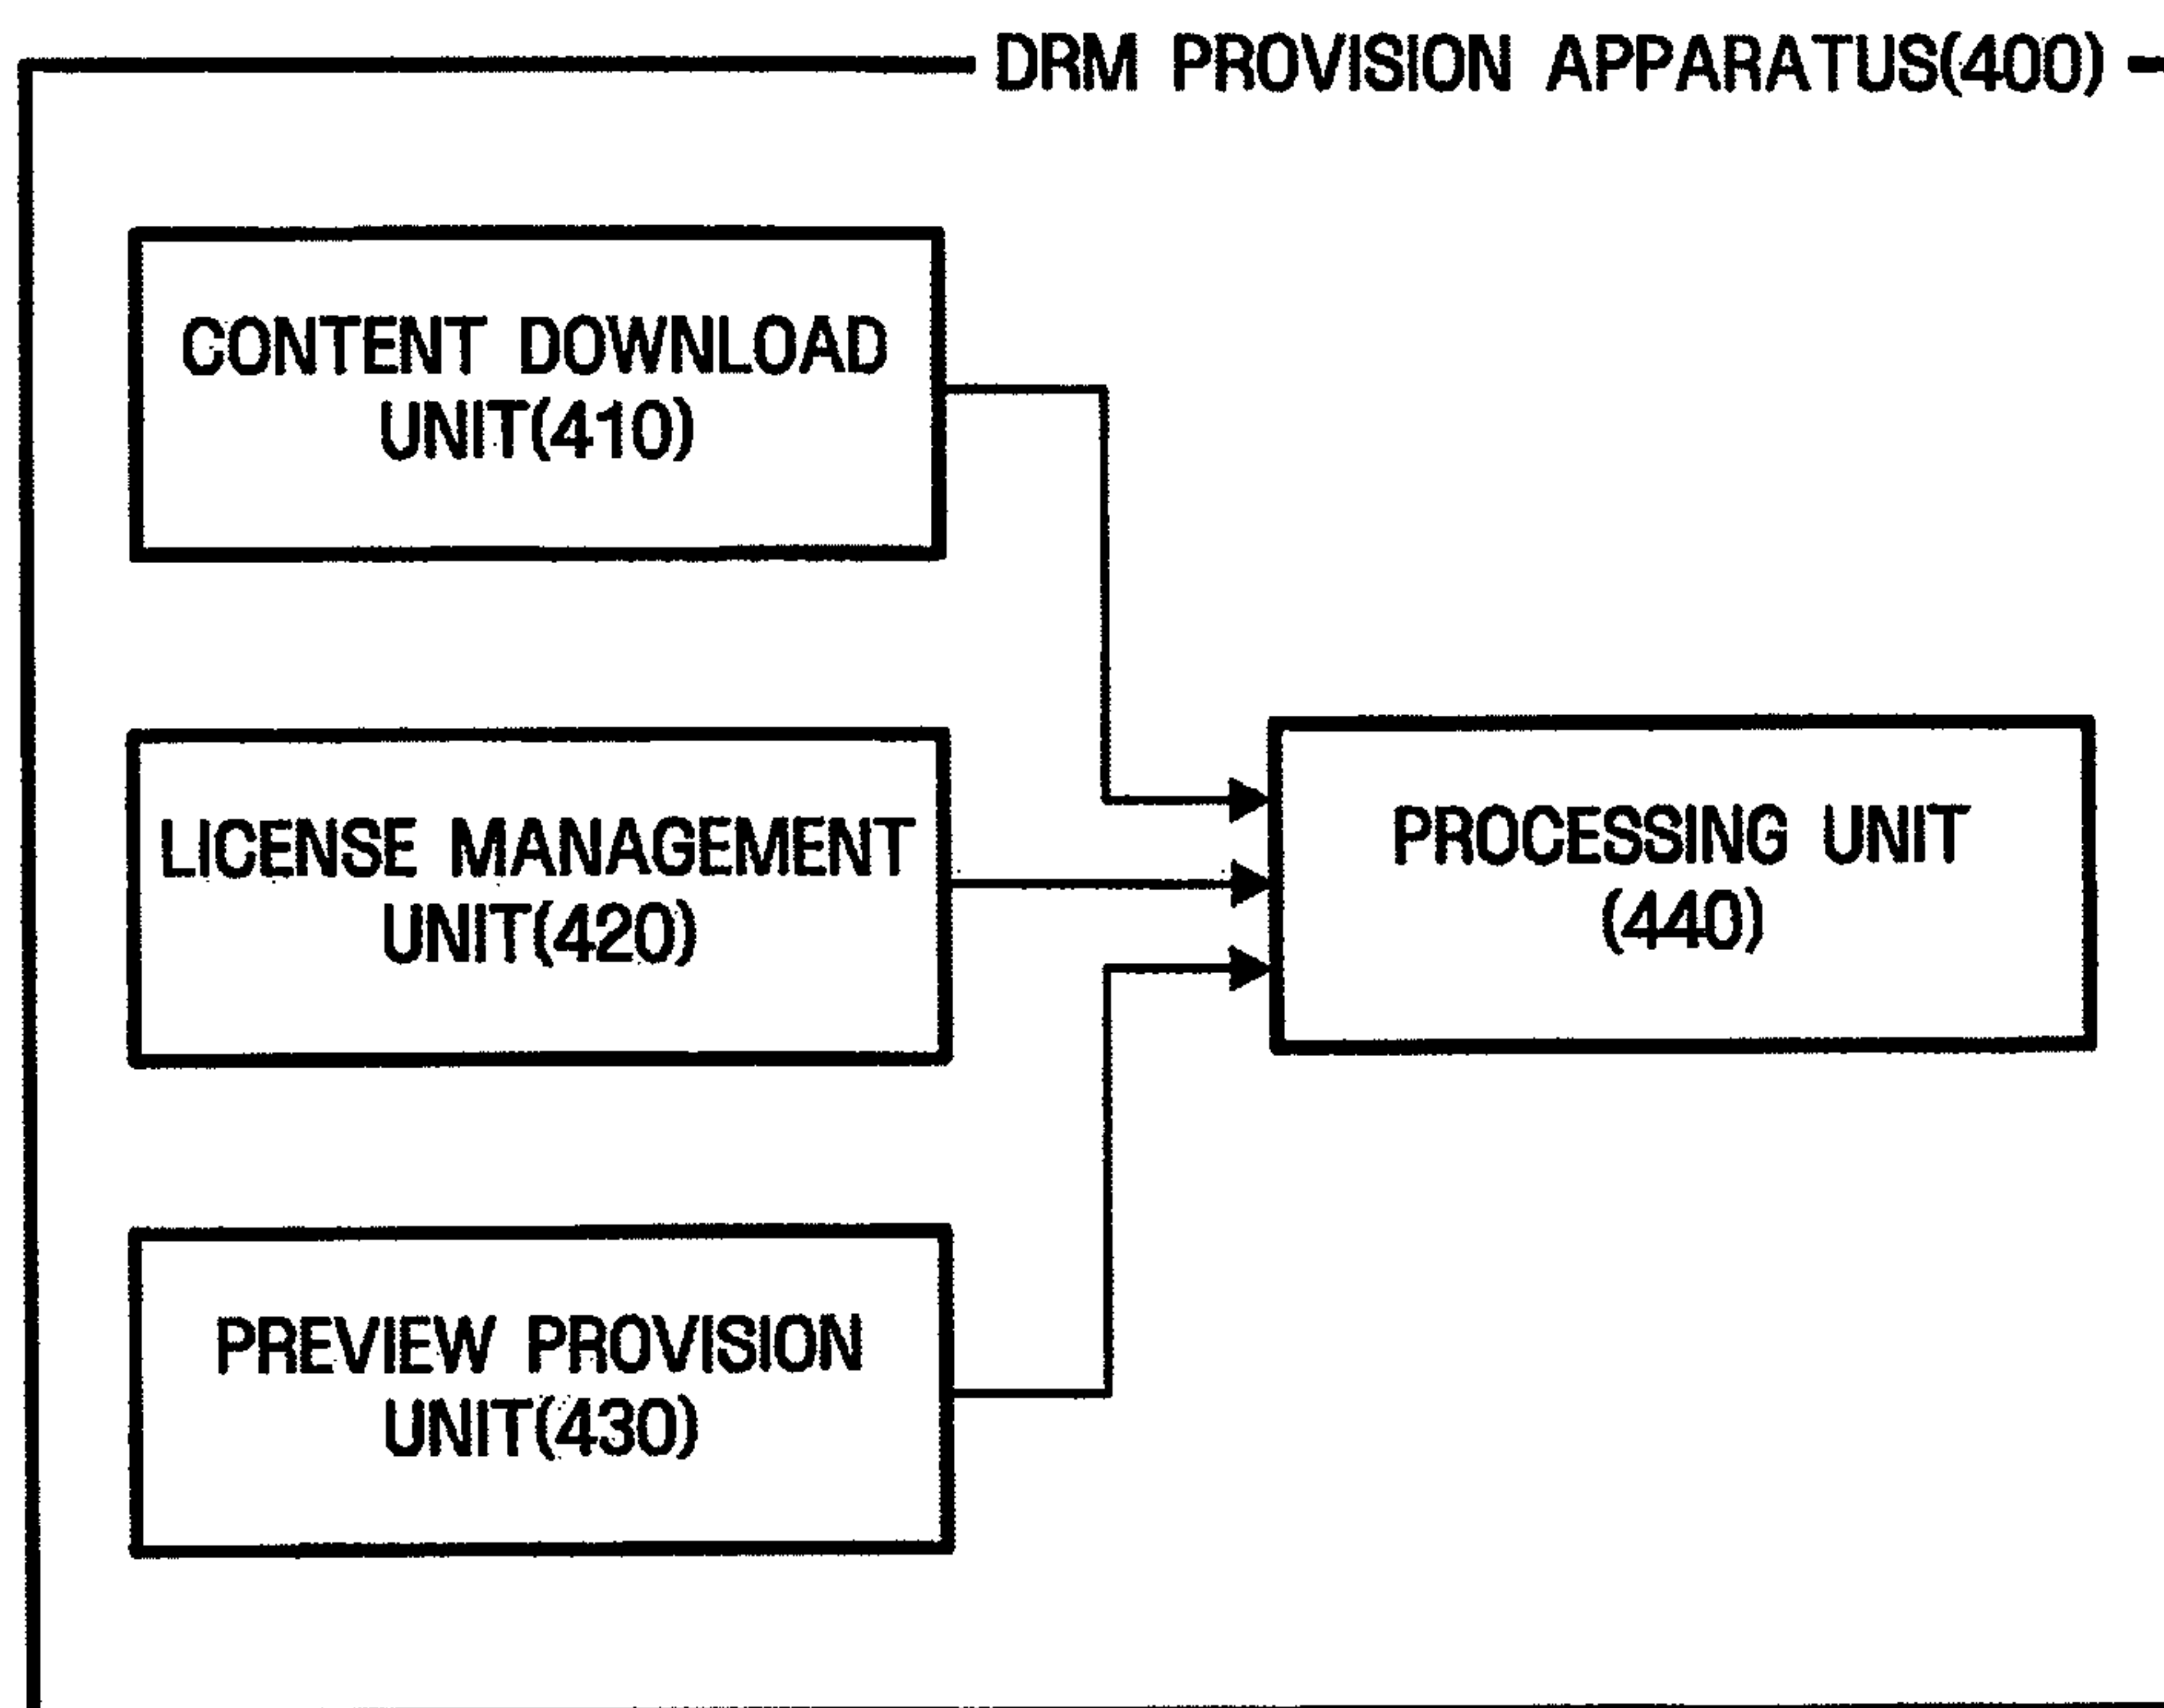 DRM PROVISION APPARATUS(400)
CONTENT DOWNLOAD
UNIT(410)
LICENSE MANAGEMENT
UNIT(420)
PROCESSING UNIT
(440)
PREVIEW PROVISION
UNIT(430)